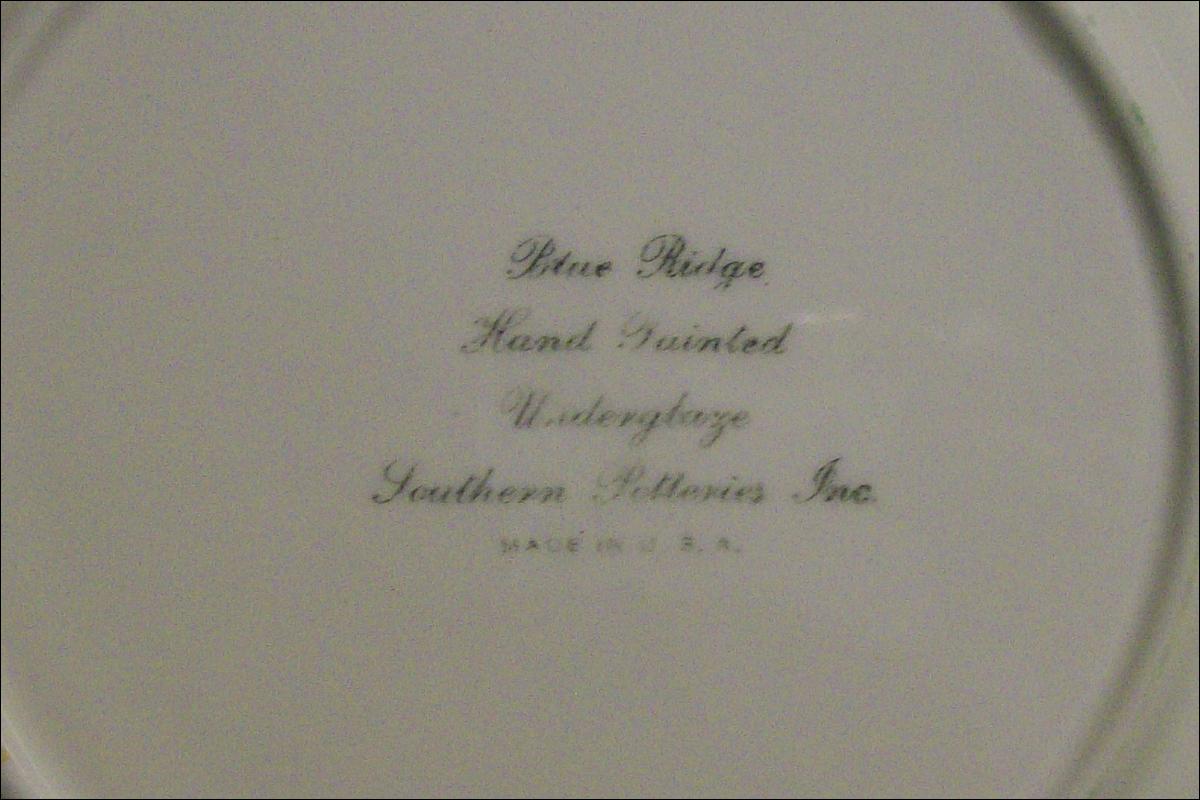 Blue Ridge
Hand Painted
Underglaze
Southern Potteries Inc.
MADE IN U.S.A.